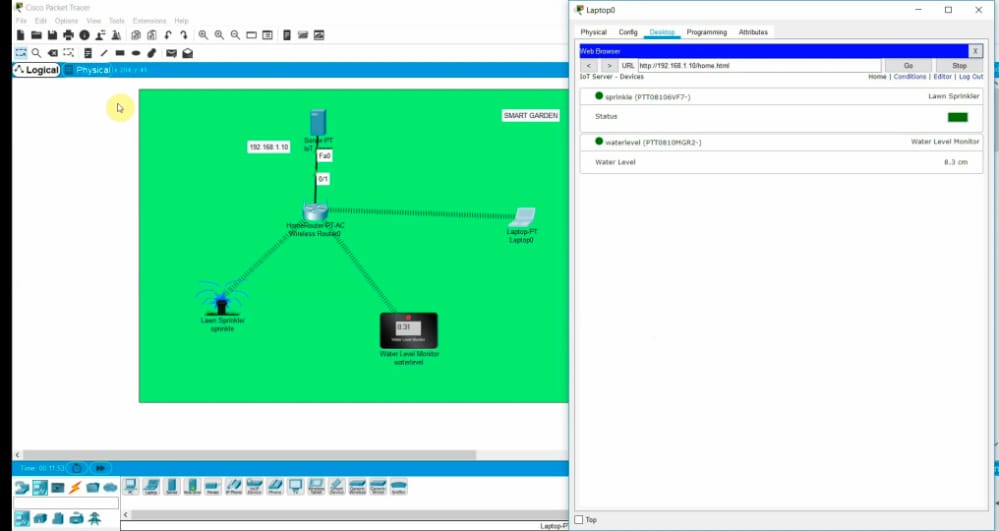 Cisco Packet Tracer
File Edit Options View Tools Extensions Help
Logical
Physical
SMART GARDEN
Server-PT
IoT
192.168.1.10
Fa0
0/1
HomeRouter-PT-AC
Wireless Router0
Laptop-PT
Laptop0
Lawn Sprinkler
sprinkle
8.31
Water Level Monitor
Water Level Monitor
waterlevel
Time: 00:11:53
Laptop-P
Laptop0
Physical Config Desktop Programming Attributes
Web Browser X
< > URL http://192.168.1.10/home.html Go Stop
IoT Server - Devices Home | Conditions | Editor | Log Out
sprinkle (PTT08106VF7-) Lawn Sprinkler
Status
waterlevel (PTT0810MGR2-) Water Level Monitor
Water Level 8.3 cm
Top